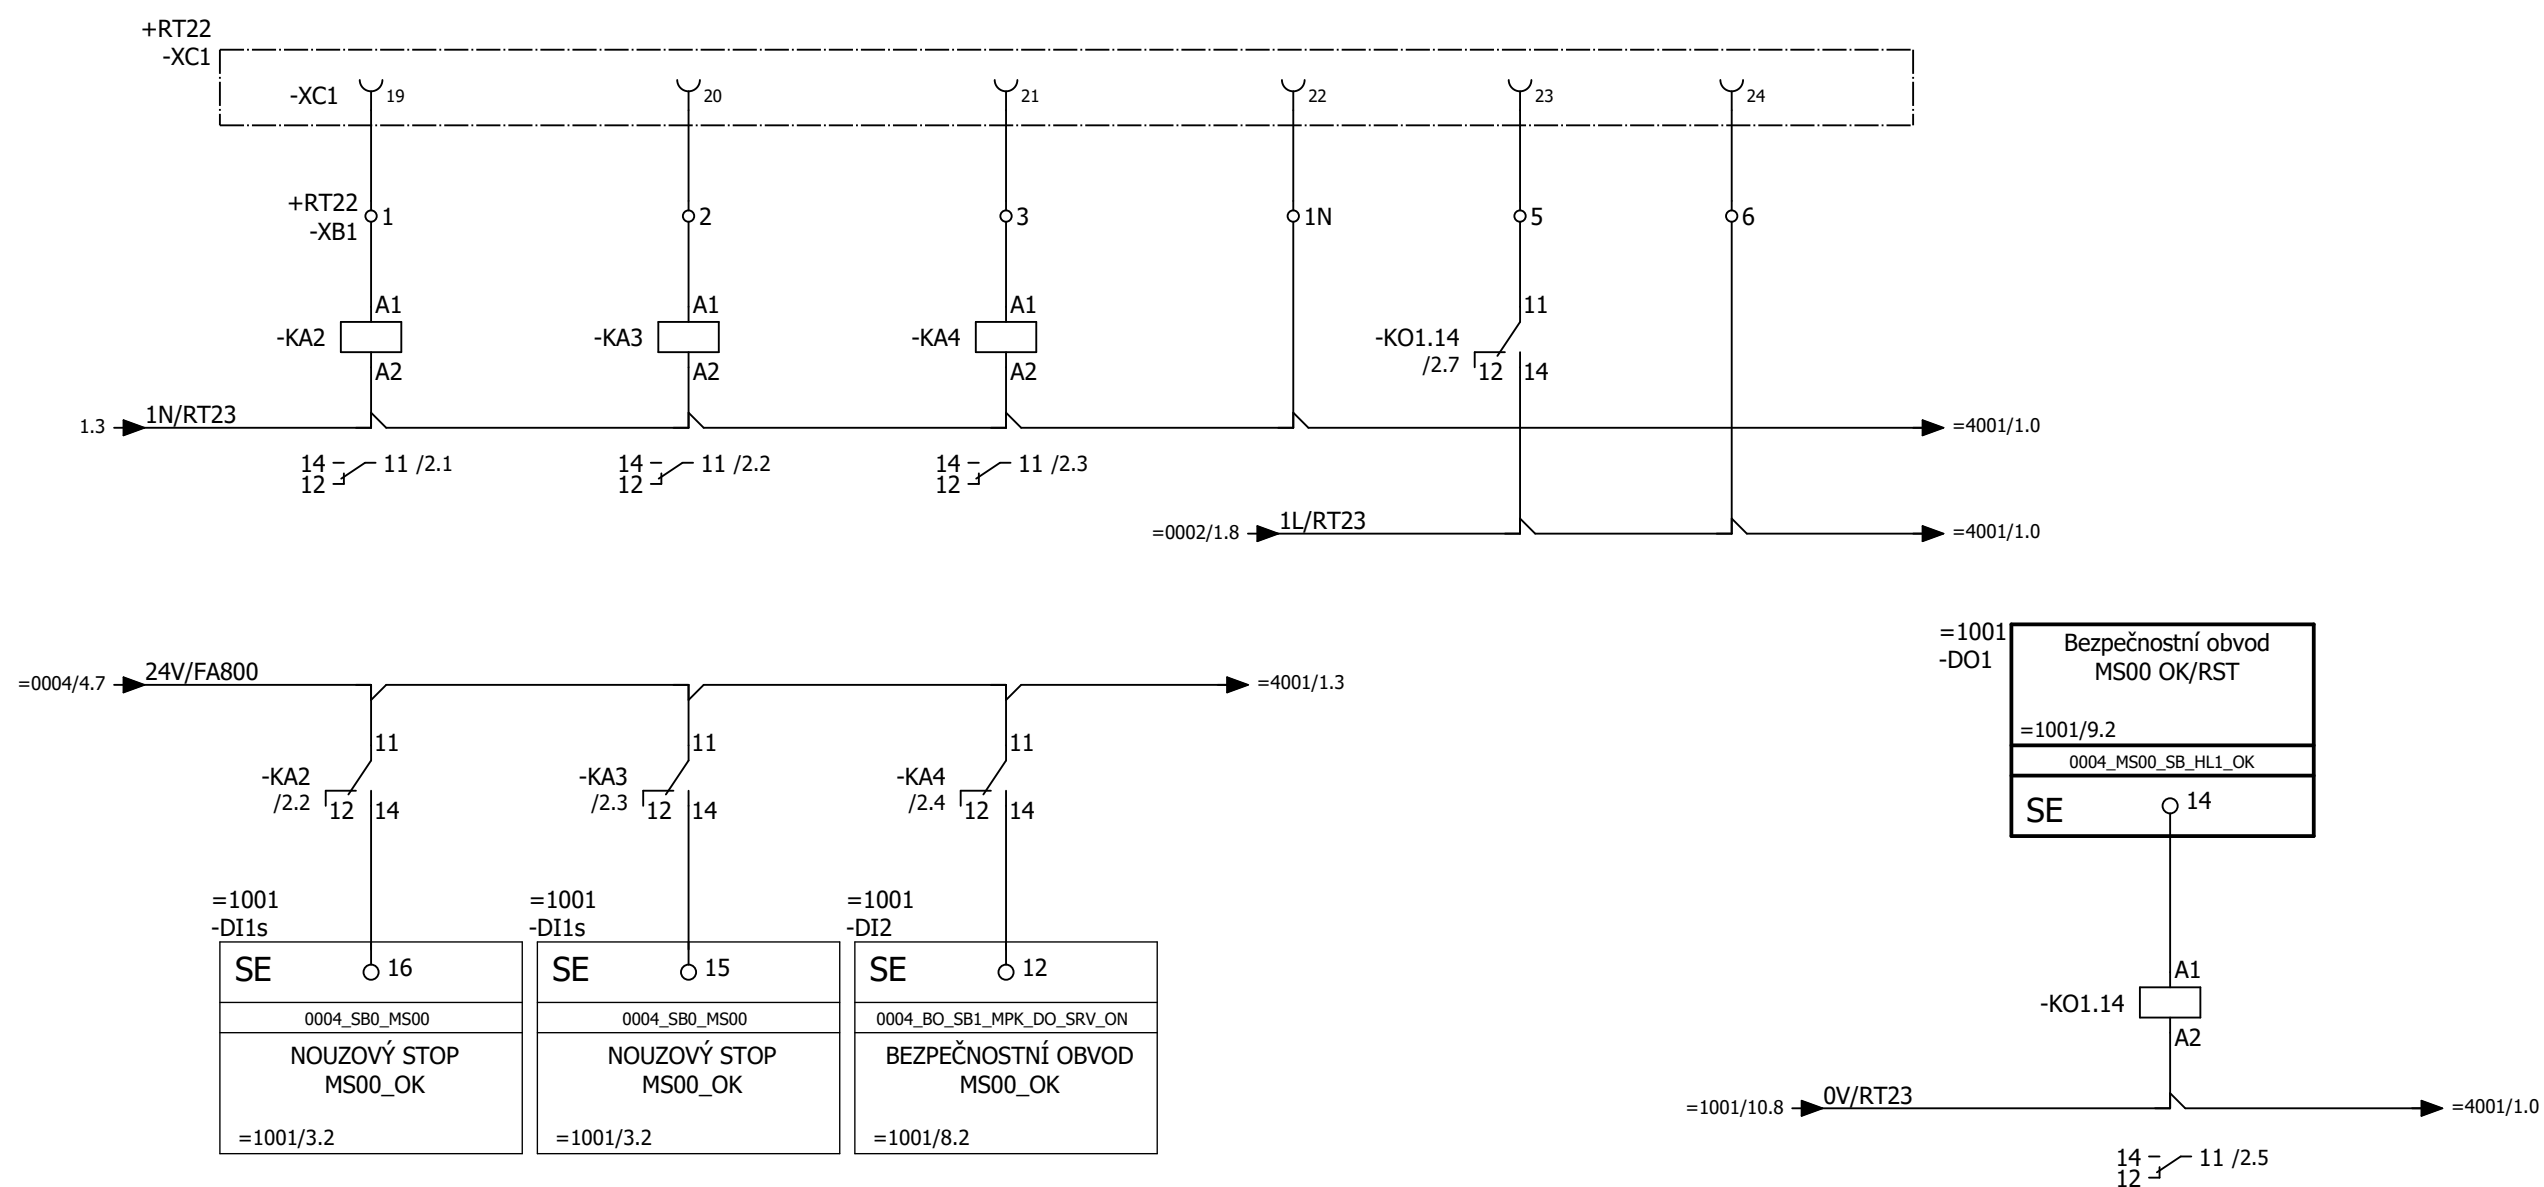 +RT22
-XC1
-XC1 19 20 21 22 23 24
+RT22
-XB1
1 2 3 1N 5 6
A1 A1 A1 11
-KA2 -KA3 -KA4 -KO1.14
/2.7
A2 A2 A2 12 14
1.3 1N/RT23 =4001/1.0
14 11 /2.1 14 11 /2.2 14 11 /2.3
12 12 12
=0002/1.8 1L/RT23 =4001/1.0
=0004/4.7 24V/FA800 =4001/1.3
11 11 11
-KA2 -KA3 -KA4
/2.2 /2.3 /2.4
12 14 12 14 12 14
=1001 =1001 =1001
-DI1s -DI1s -DI2
SE 16 SE 15 SE 12
0004_SB0_MS00 0004_SB0_MS00 0004_BO_SB1_MPK_DO_SRV_ON
NOUZOVÝ STOP NOUZOVÝ STOP BEZPEČNOSTNÍ OBVOD
MS00_OK MS00_OK MS00_OK
=1001/3.2 =1001/3.2 =1001/8.2
=1001
-DO1
Bezpečnostní obvod
MS00 OK/RST
=1001/9.2
0004_MS00_SB_HL1_OK
SE 14
A1
-KO1.14
A2
=1001/10.8 0V/RT23 =4001/1.0
14 11 /2.5
12